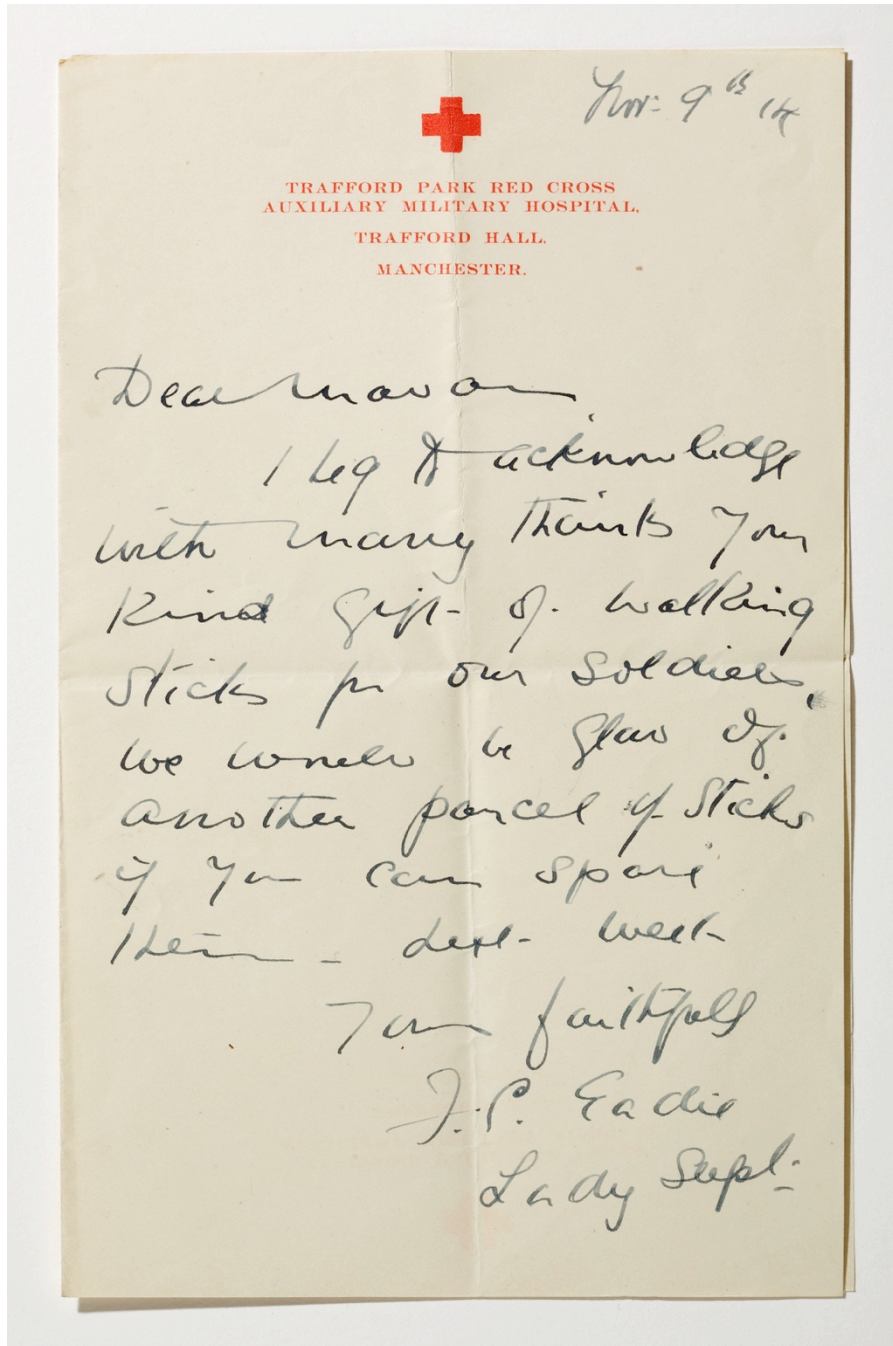 Nov: 9th 14
TRAFFORD PARK RED CROSS
AUXILIARY MILITARY HOSPITAL,
TRAFFORD HALL,
MANCHESTER.
Dear Madam
I beg to acknowledge
with many thanks your
kind gift of walking
sticks for our soldiers,
we would be glad of
another parcel of sticks
if you can spare
them - next week
Yours faithfully
F. P. Eadie
Lady Supt: